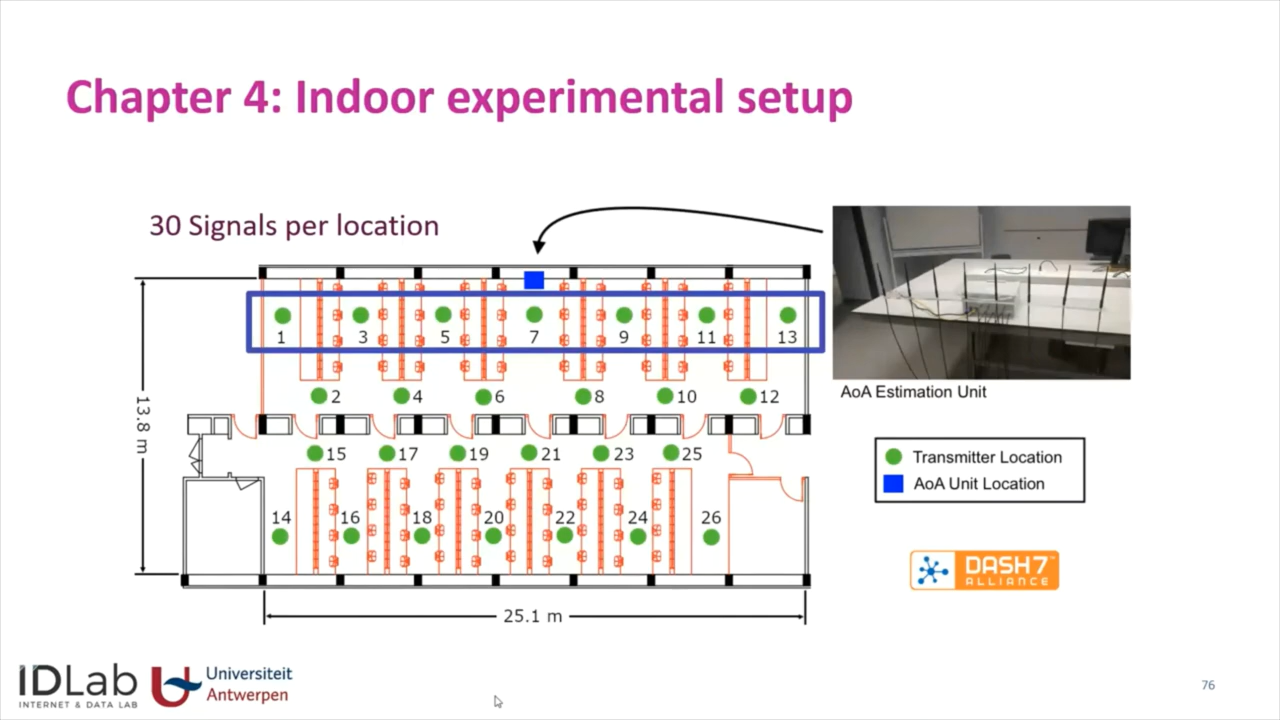 Chapter 4: Indoor experimental setup
30 Signals per location
1 3 5 7 9 11 13
2 4 6 8 10 12
15 17 19 21 23 25
14 16 18 20 22 24 26
13.8 m
25.1 m
AoA Estimation Unit
Transmitter Location
AoA Unit Location
DASH7™
ALLIANCE
IDLab
INTERNET & DATA LAB
Universiteit
Antwerpen
76